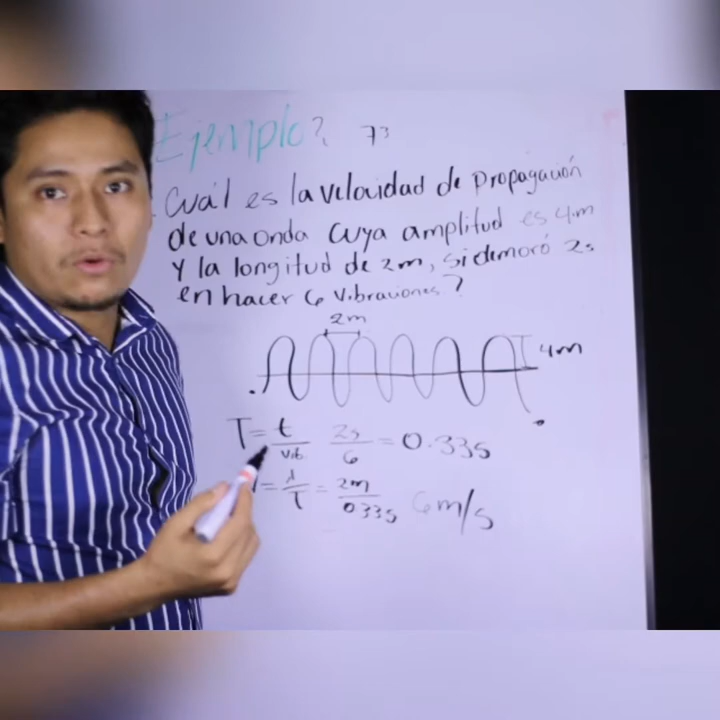 Ejemplo? 73
Cuál es la velocidad de propagación
de una onda cuya amplitud es 4m
y la longitud de 2m, si demoró 2s
en hacer 6 vibraciones?
2m
4m
T = t/vib 2s/6 = 0.33s
= λ/T = 2m/0.33s 6m/s